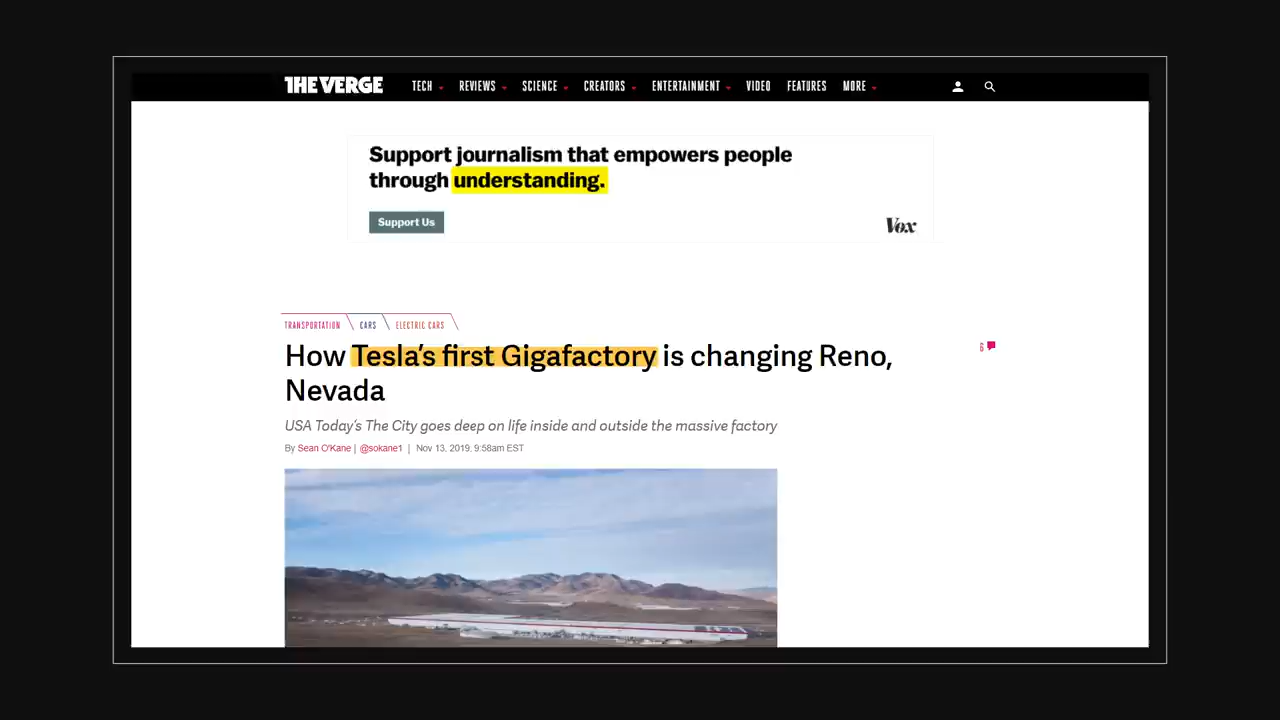 THE VERGE
TECH REVIEWS SCIENCE CREATORS ENTERTAINMENT VIDEO FEATURES MORE
Support journalism that empowers people
through understanding.
Support Us
Vox
TRANSPORTATION CARS ELECTRIC CARS
How Tesla's first Gigafactory is changing Reno,
Nevada
6
USA Today's The City goes deep on life inside and outside the massive factory
By Sean O'Kane | @sokane1 | Nov 13, 2019, 9:58am EST